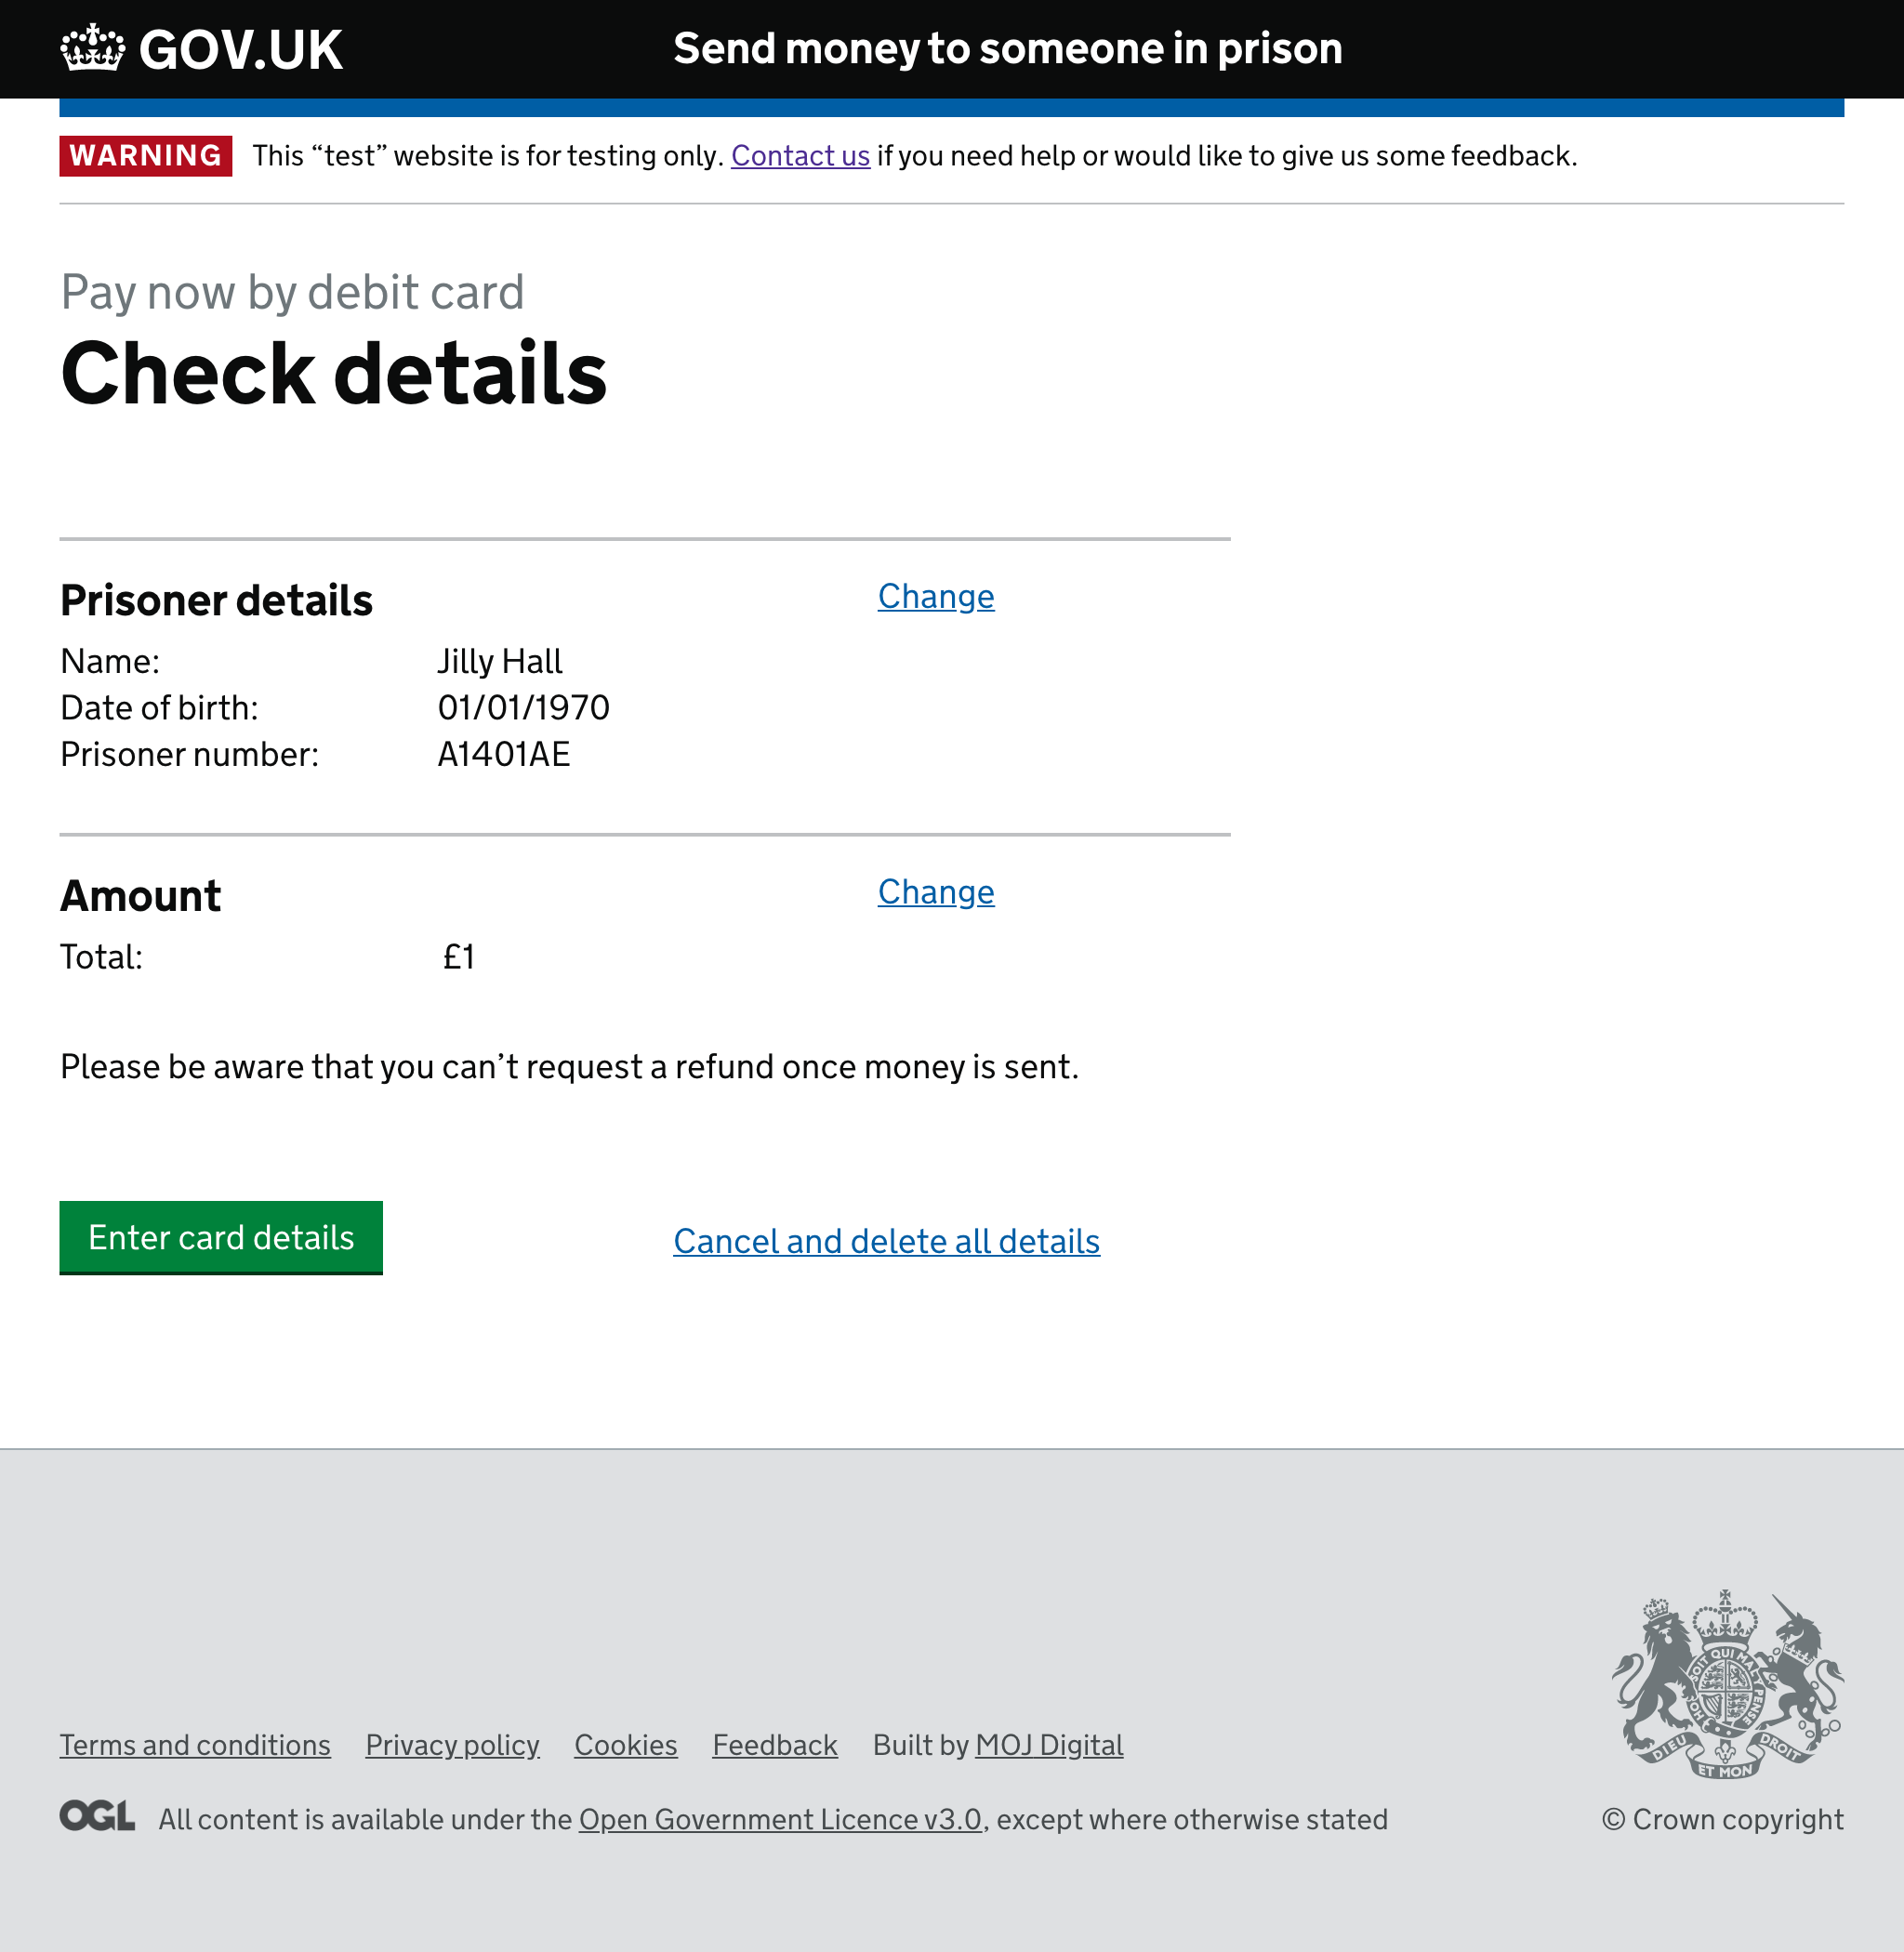 GOV.UK
Send money to someone in prison
WARNING This “test” website is for testing only. Contact us if you need help or would like to give us some feedback.
Pay now by debit card
Check details
Prisoner details Change
Name: Jilly Hall
Date of birth: 01/01/1970
Prisoner number: A1401AE
Amount Change
Total: £1
Please be aware that you can’t request a refund once money is sent.
Enter card details Cancel and delete all details
SOIT QUI MAL Y PENSE
DIEU ET MON DROIT
Terms and conditions Privacy policy Cookies Feedback Built by MOJ Digital
OGL All content is available under the Open Government Licence v3.0, except where otherwise stated
© Crown copyright